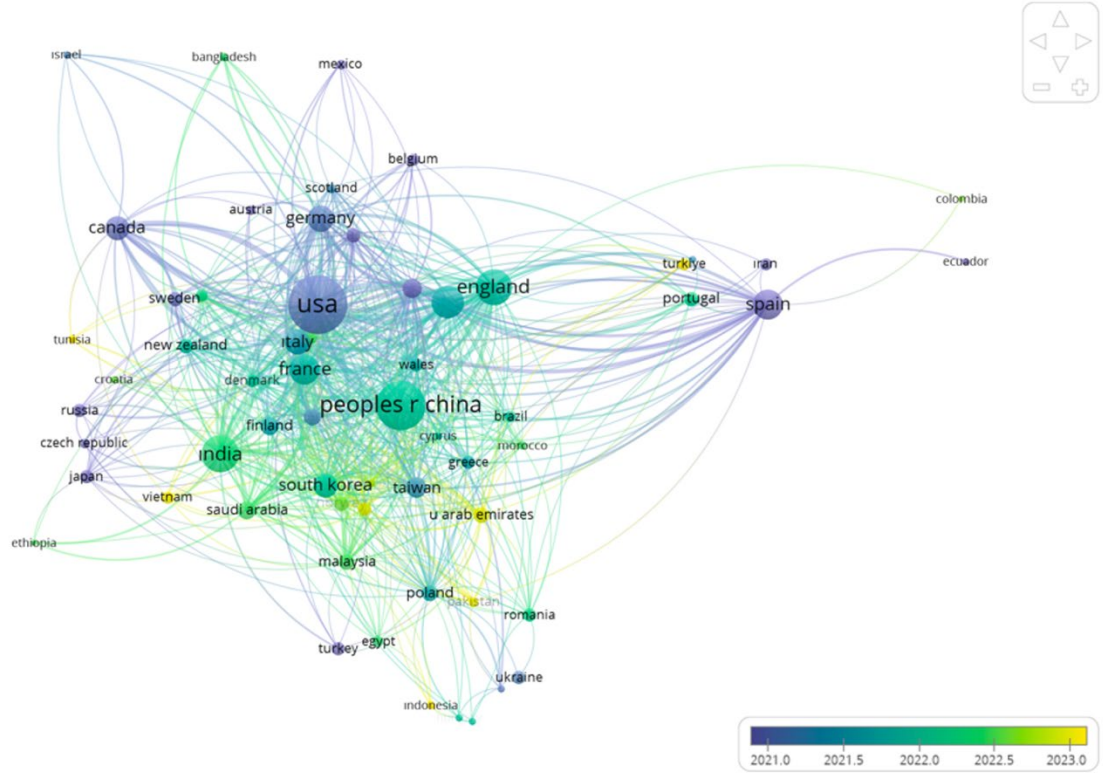 israel
bangladesh
mexico
belgium
scotland
colombia
austria
germany
canada
turkiye
iran
ecuador
england
sweden
usa
portugal
spain
tunisia
new zealand
italy
wales
france
croatia
denmark
russia
peoples r china
brazil
finland
cyprus
czech republic
morocco
india
greece
japan
south korea
taiwan
vietnam
saudi arabia
u arab emirates
ethiopia
malaysia
poland
pakistan
romania
egypt
turkey
ukraine
indonesia
2021.0 2021.5 2022.0 2022.5 2023.0